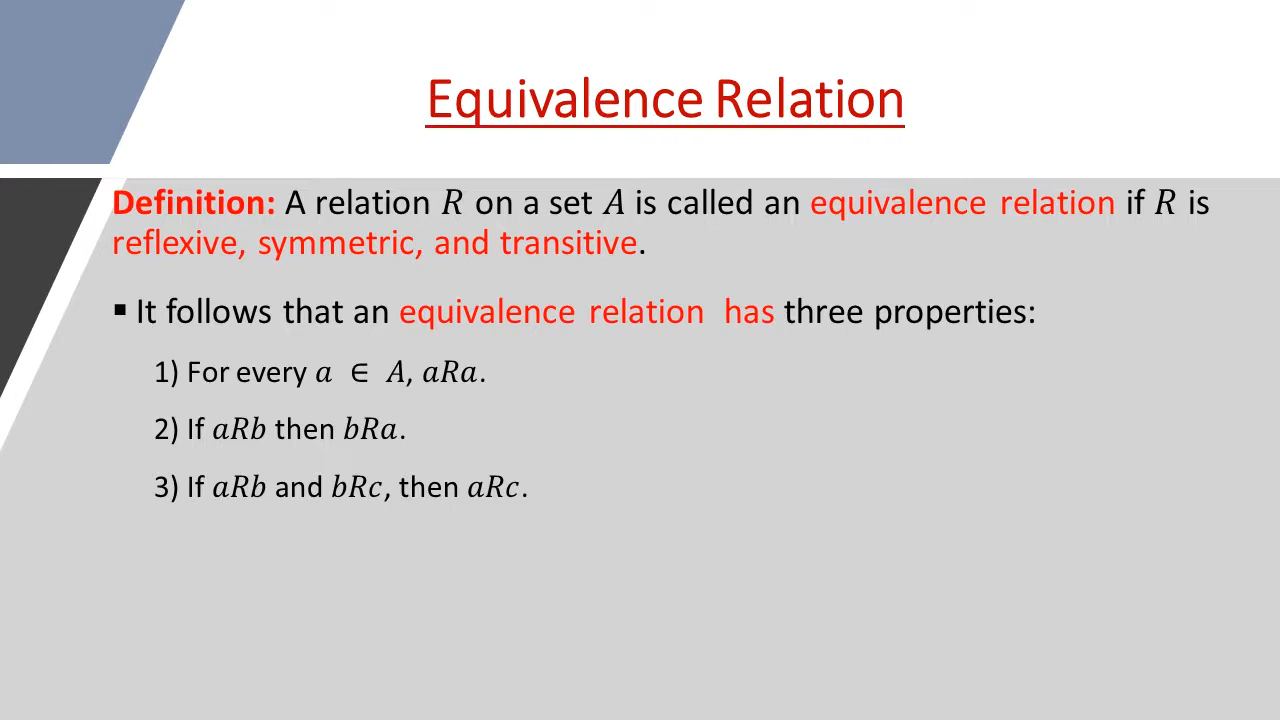 Equivalence Relation
Definition: A relation 𝑅 on a set 𝐴 is called an equivalence relation if 𝑅 is
reflexive, symmetric, and transitive.
▪ It follows that an equivalence relation has three properties:
1) For every 𝑎 ∈ 𝐴, 𝑎𝑅𝑎.
2) If 𝑎𝑅𝑏 then 𝑏𝑅𝑎.
3) If 𝑎𝑅𝑏 and 𝑏𝑅𝑐, then 𝑎𝑅𝑐.